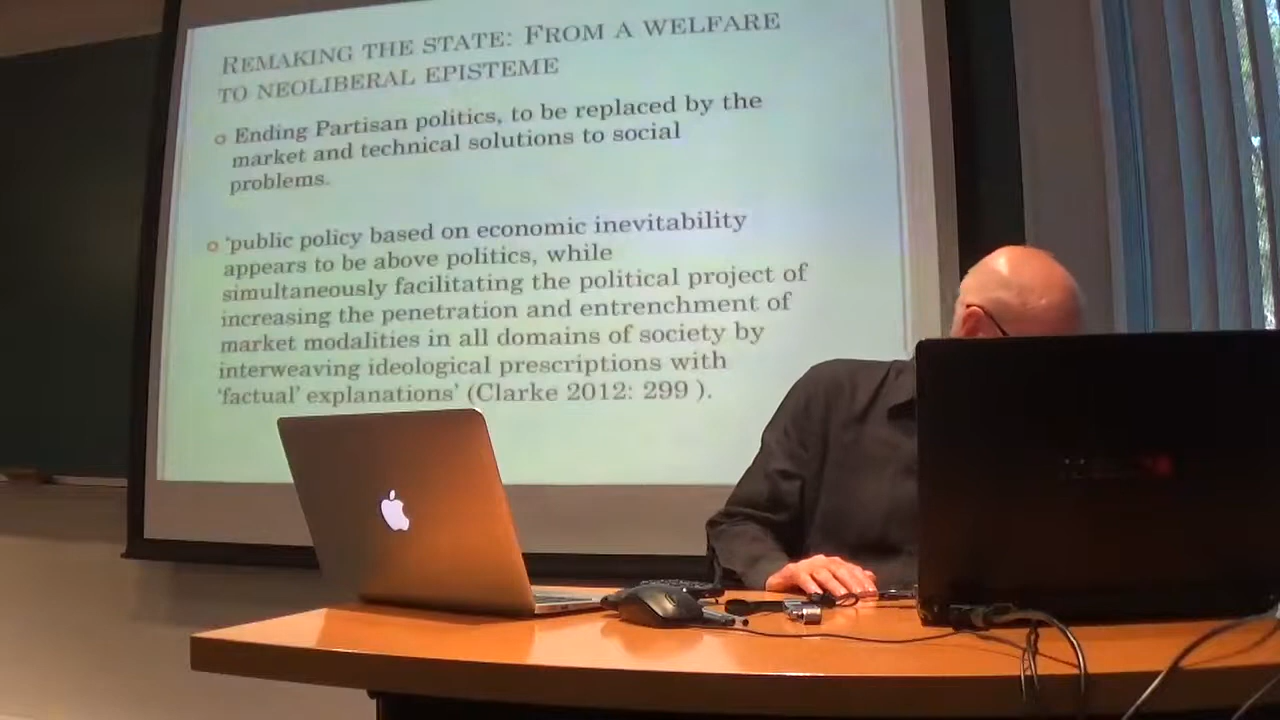 REMAKING THE STATE: FROM A WELFARE
TO NEOLIBERAL EPISTEME
Ending Partisan politics, to be replaced by the
market and technical solutions to social
problems.
'public policy based on economic inevitability
appears to be above politics, while
simultaneously facilitating the political project of
increasing the penetration and entrenchment of
market modalities in all domains of society by
interweaving ideological prescriptions with
'factual' explanations' (Clarke 2012: 299 ).